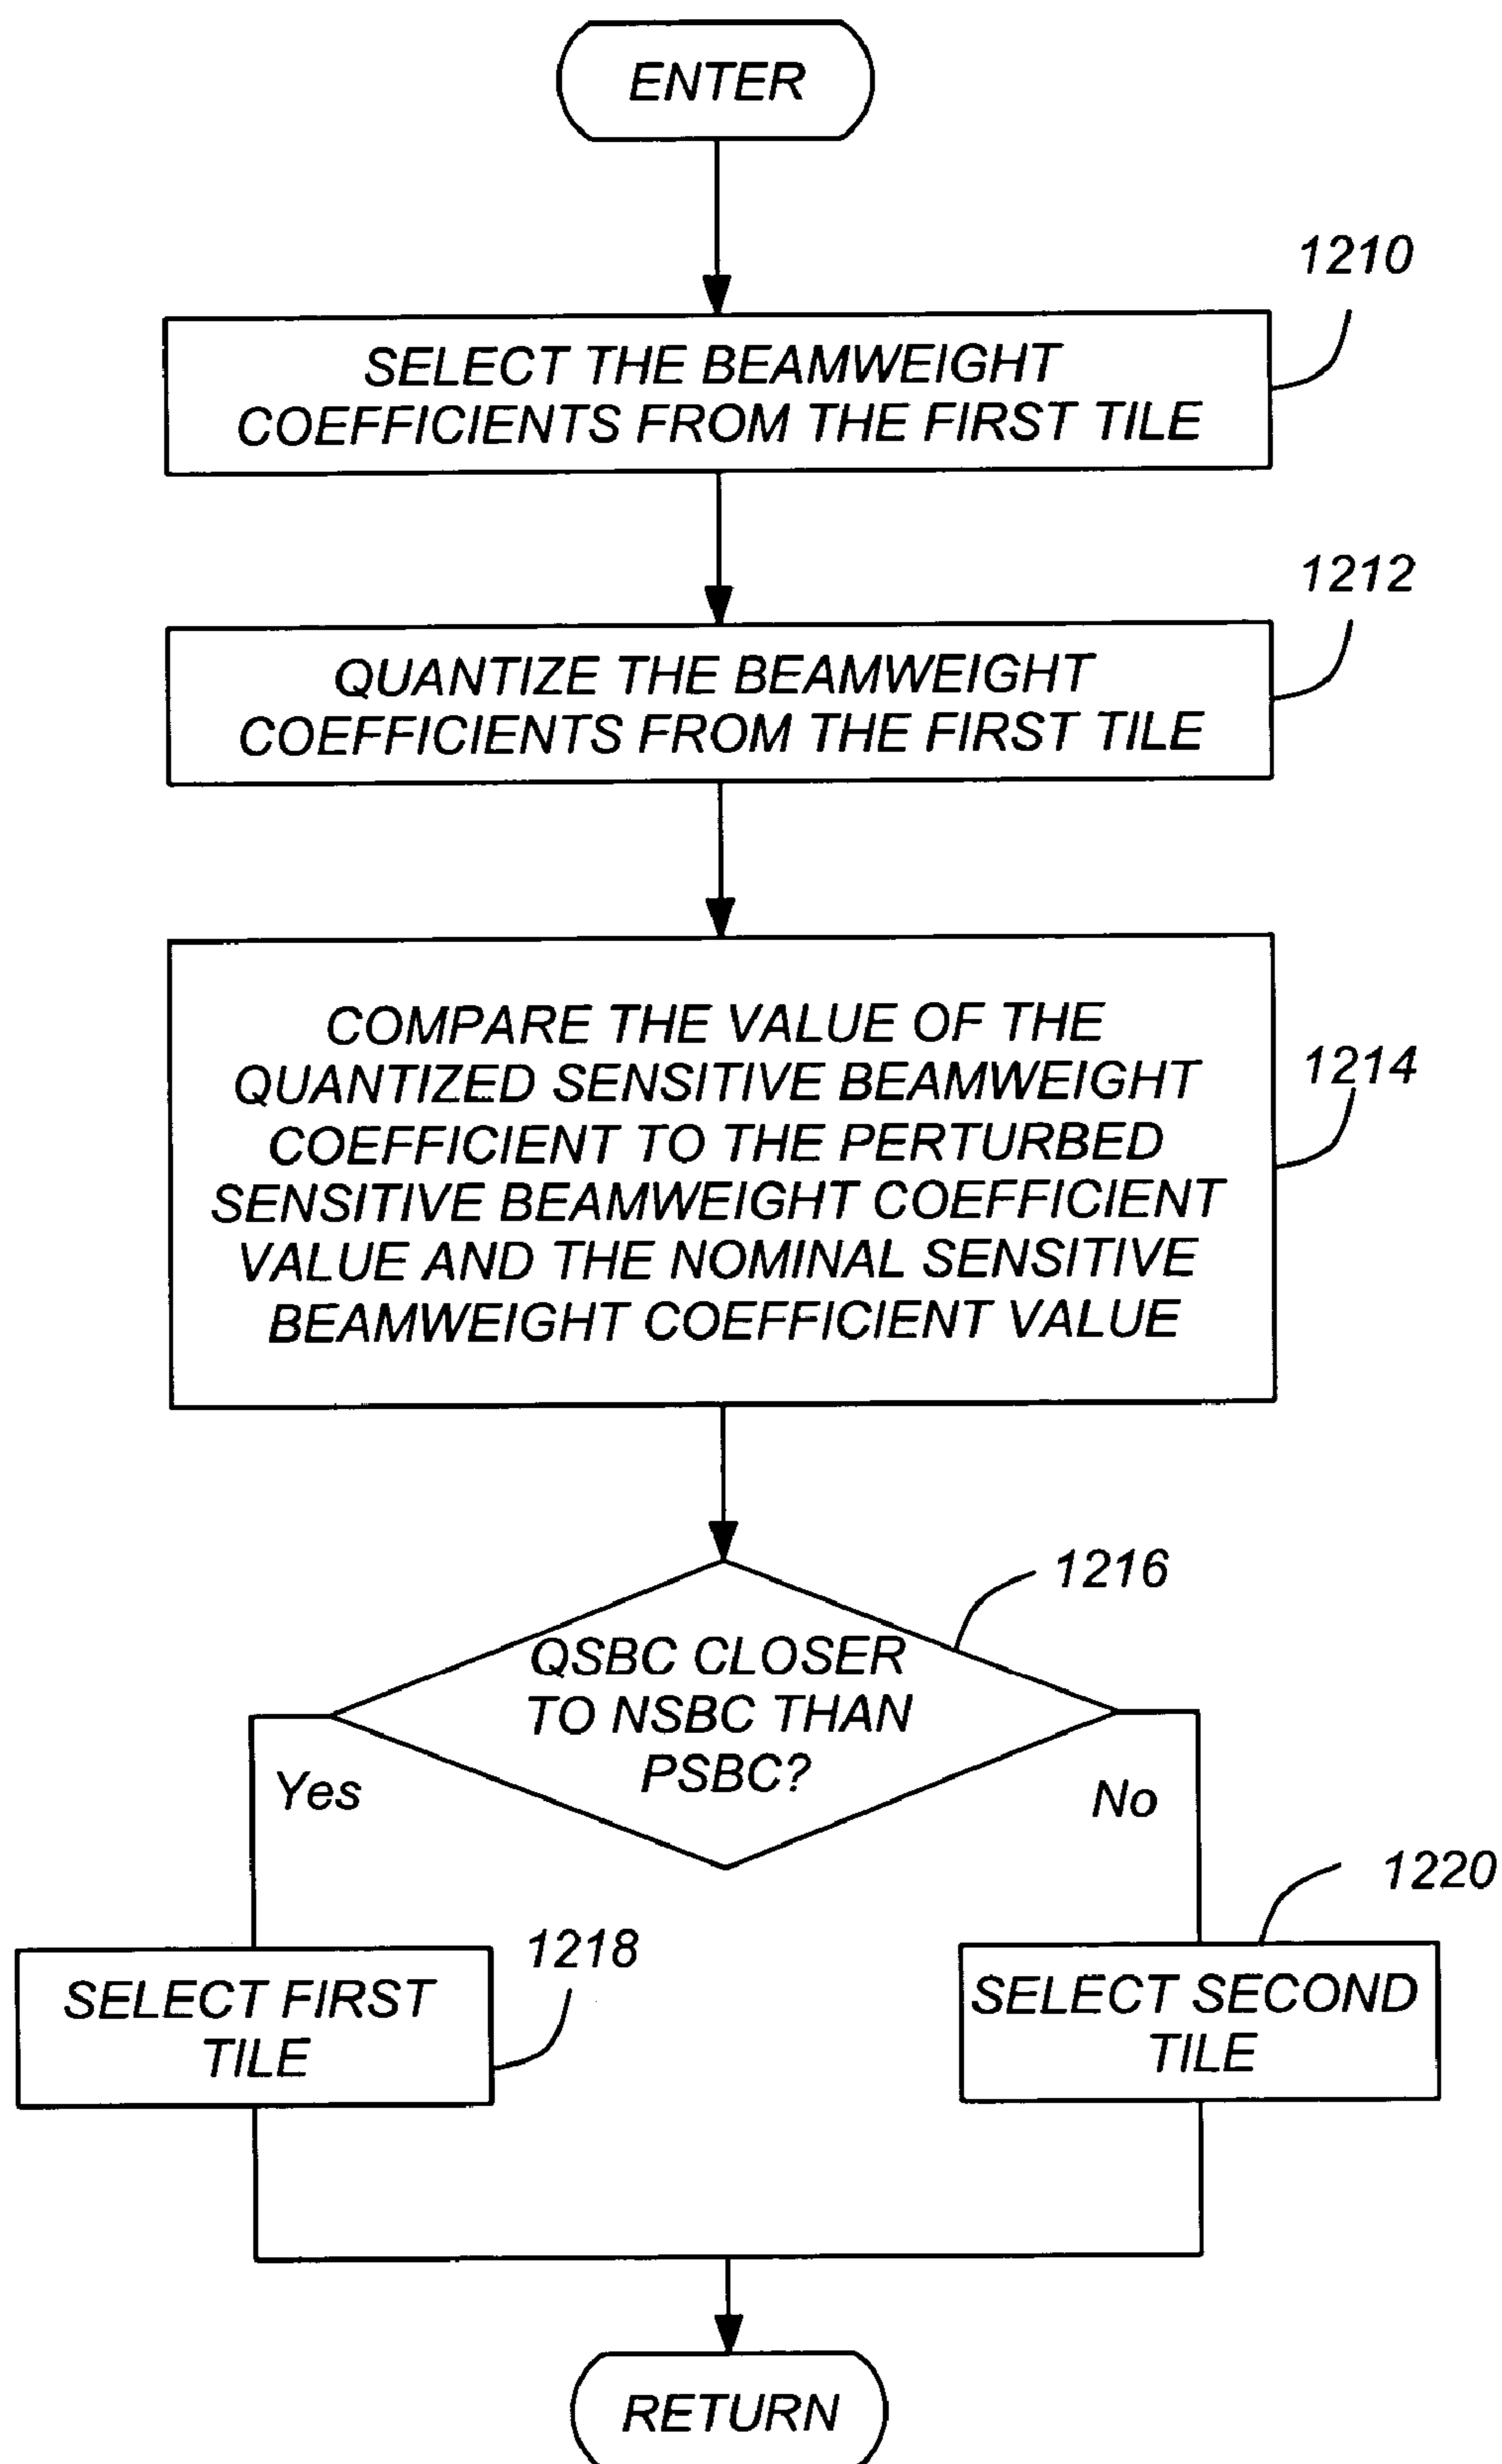 ENTER
1210
SELECT THE BEAMWEIGHT
COEFFICIENTS FROM THE FIRST TILE
1212
QUANTIZE THE BEAMWEIGHT
COEFFICIENTS FROM THE FIRST TILE
COMPARE THE VALUE OF THE
QUANTIZED SENSITIVE BEAMWEIGHT
1214
COEFFICIENT TO THE PERTURBED
SENSITIVE BEAMWEIGHT COEFFICIENT
VALUE AND THE NOMINAL SENSITIVE
BEAMWEIGHT COEFFICIENT VALUE
1216
QSBC CLOSER
TO NSBC THAN
PSBC?
Yes
No
1220
1218
SELECT FIRST
TILE
SELECT SECOND
TILE
RETURN